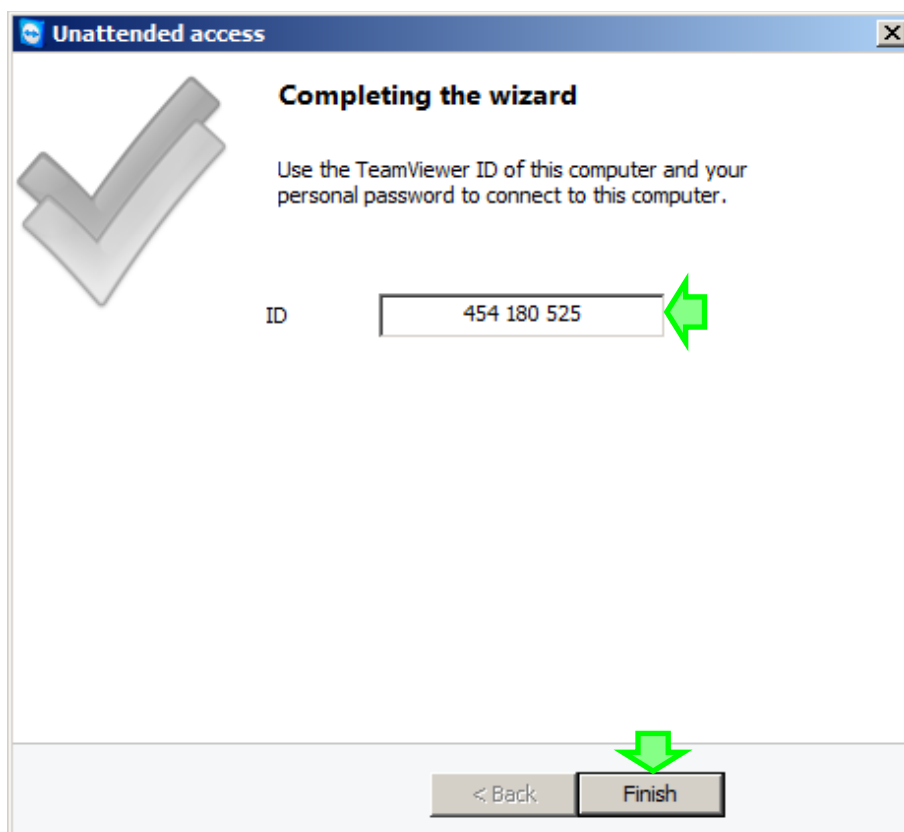 Unattended access
Completing the wizard
Use the TeamViewer ID of this computer and your
personal password to connect to this computer.
ID
454 180 525
< Back
Finish